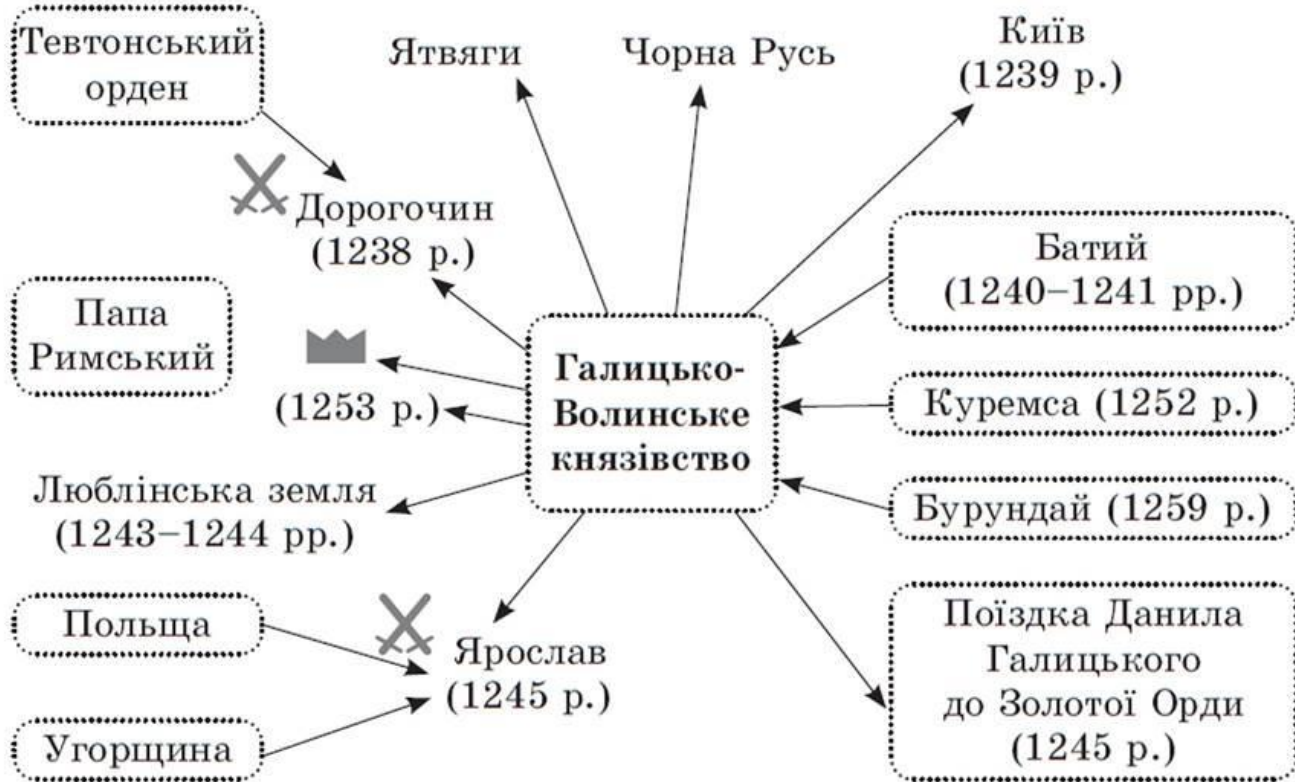 Тевтонський
орден
Ятвяги
Чорна Русь
Київ
(1239 р.)
Дорогочин
(1238 р.)
Батий
(1240–1241 рр.)
Папа
Римський
(1253 р.)
Галицько-
Волинське
князівство
Куремса (1252 р.)
Бурундай (1259 р.)
Люблінська земля
(1243–1244 рр.)
Польща
Угорщина
Ярослав
(1245 р.)
Поїздка Данила
Галицького
до Золотої Орди
(1245 р.)